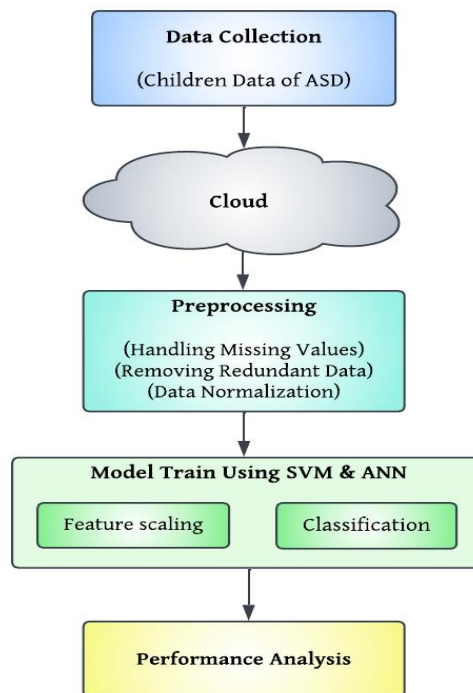 Data Collection
(Children Data of ASD)
Cloud
Preprocessing
(Handling Missing Values)
(Removing Redundant Data)
(Data Normalization)
Model Train Using SVM & ANN
Feature scaling
Classification
Performance Analysis